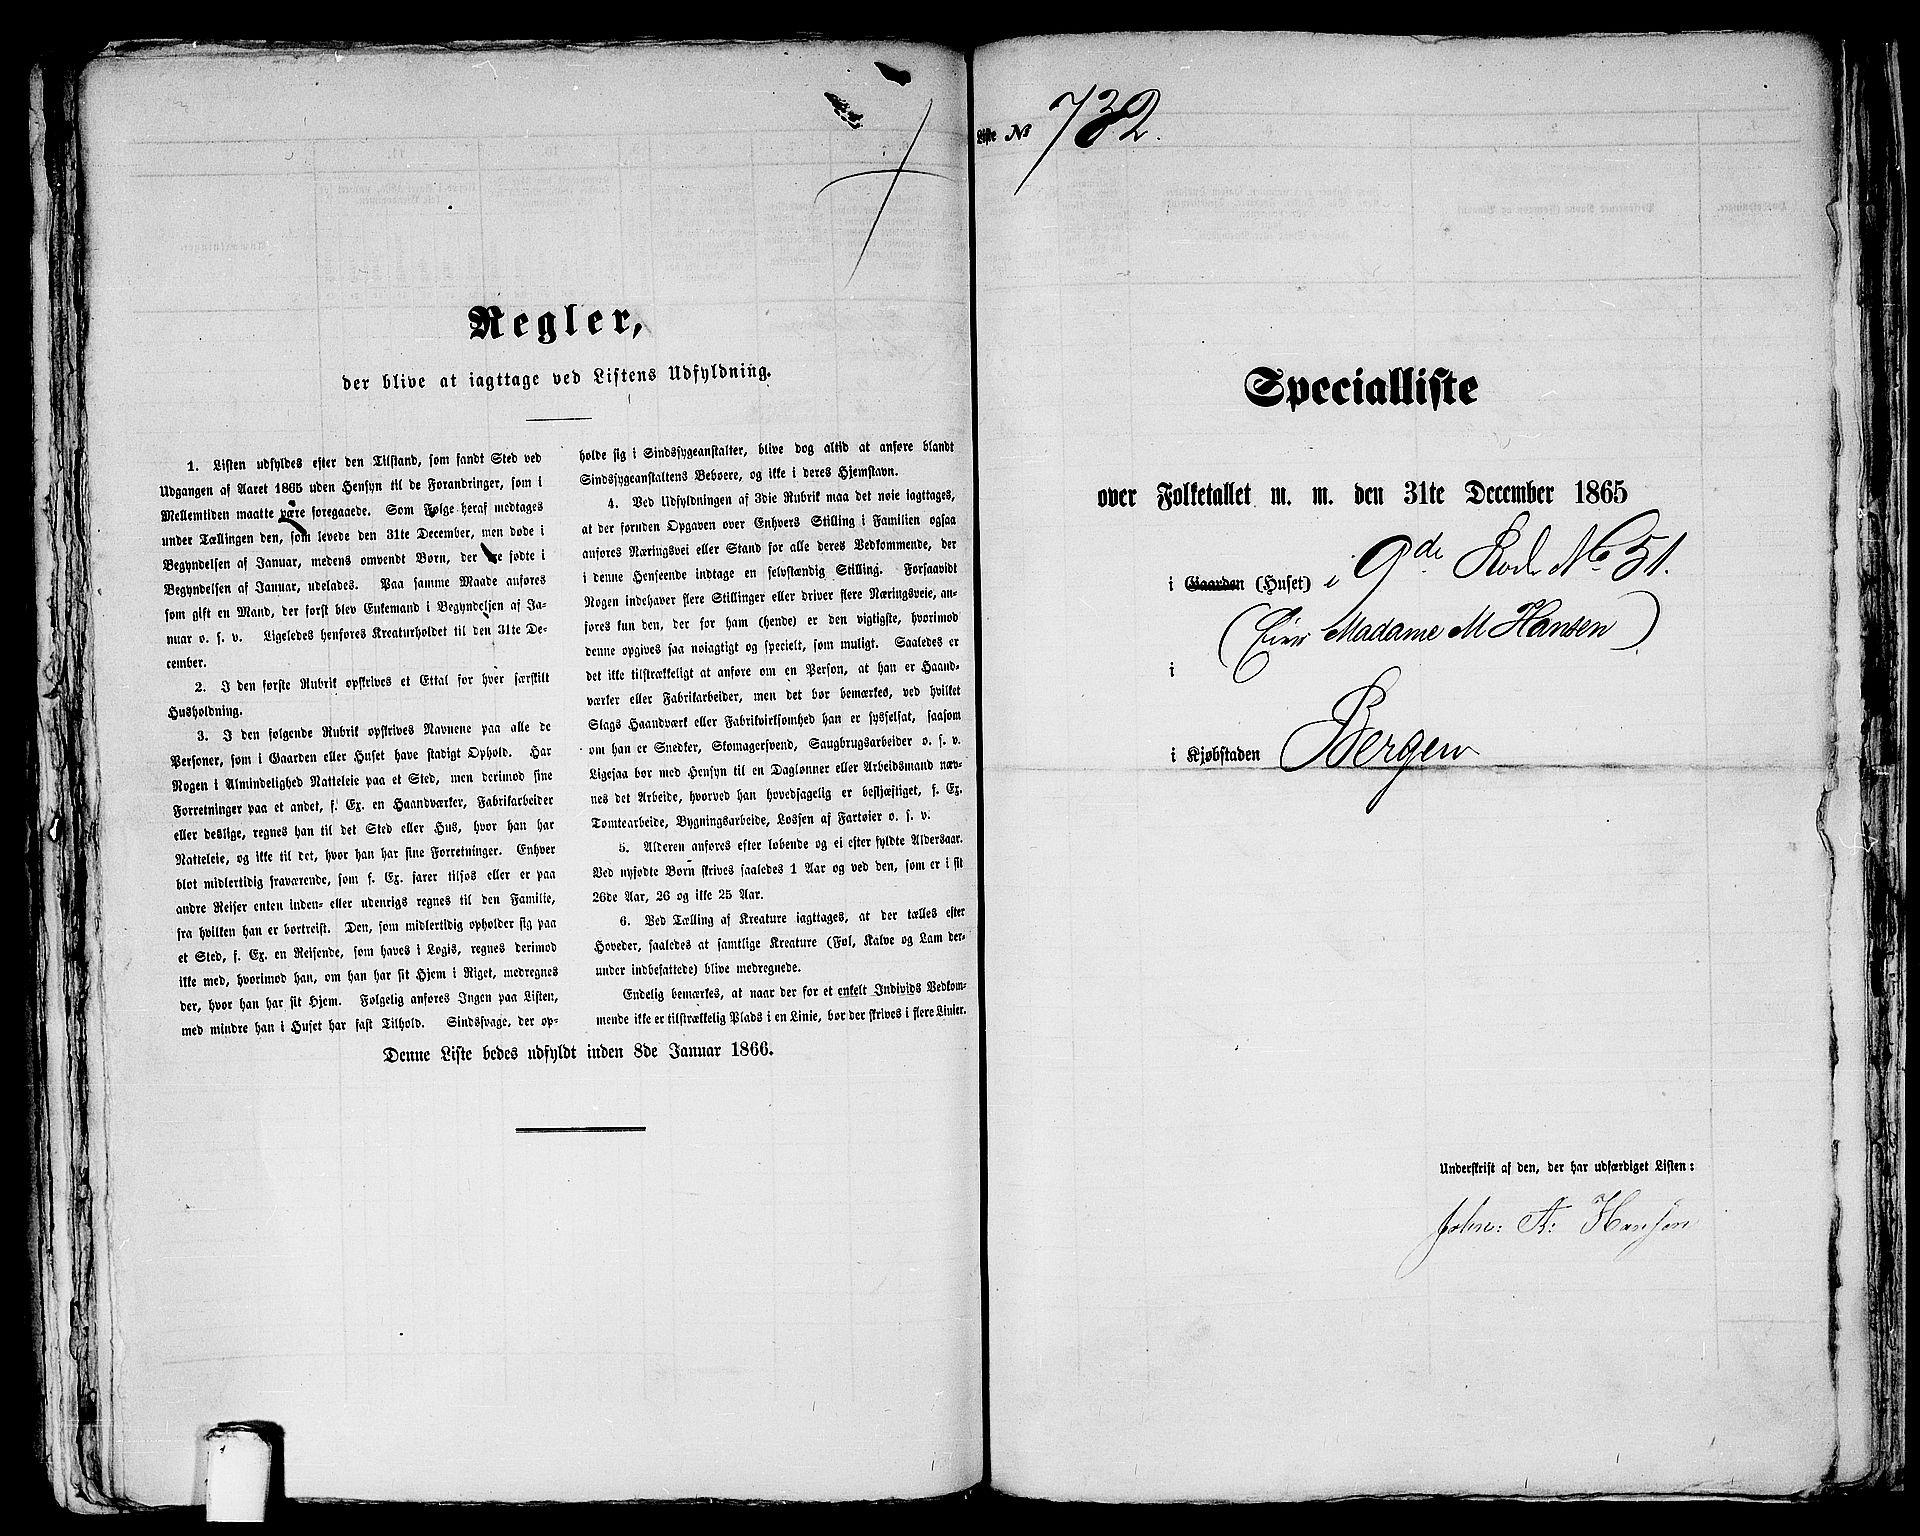 Regler,
der blive at iagttage ved Listens Udfyldning.
1. Listen udfyldes efter den Tilstand, som fandt Sted ved
Udgangen af Aaret 1865 uden Hensyn til de Forandringer, som i
Mellemtiden maatte være foregaaede. Som Følge heraf medtages
under Tællingen den, som levede den 31te December, men døde i
Begyndelsen af Januar, medens omvendt Børn, der ere fødte i
Begyndelsen af Januar, udelades. Paa samme Maade anføres
som gift en Mand, der først blev Enkemand i Begyndelsen af Ja-
nuar o. s. v. Ligeledes henføres Kreaturholdet til den 31te De-
cember.
2. I den første Rubrik opskrives et Ettal for hver særskilt
Husholdning.
3. I den følgende Rubrik opskrives Navnene paa alle de
Personer, som i Gaarden eller Huset have stadigt Ophold. Har
Nogen i Almindelighed Natteleie paa et Sted, men derimod sine
Forretninger paa et andet, f. Ex. en Haandværker, Fabrikarbeider
eller deslige, regnes han til det Sted eller Hus, hvor han har
Natteleie, og ikke til det, hvor han har sine Forretninger. Enhver
blot midlertidig fraværende, som f. Ex. farer tilsøs eller er paa
andre Reiser enten inden- eller udenrigs regnes til den Familie,
fra hvilken han er bortreist. Den, som midlertidig opholder sig paa
et Sted, f. Ex. en Reisende, som haves i Logis, regnes derimod
ikke med, hvorimod han, om han har sit Hjem i Riget, medregnes
der, hvor han har sit Hjem. Følgelig anføres Ingen paa Listen,
med mindre han i Huset har fast Tilhold. Sindssvage, der op-
holde sig i Sindssygeanstalter, blive dog altid at anføre blandt
Sindssygeanstaltens Beboere, og ikke i deres Hjemstavn.
4. Ved Udfyldningen af 3die Rubrik maa det nøie iagttages,
at der foruden Opgaven over Enhvers Stilling i Familien ogsaa
anføres Næringsvei eller Stand for alle deres Vedkommende, der
i denne Henseende indtage en selvstændig Stilling. Forsaavidt
Nogen indehaver flere Stillinger eller driver flere Næringsveie, an-
føres kun den, der for ham (hende) er den vigtigste, hvorimod
denne opgives saa nøiagtigt og specielt, som muligt. Saaledes er
det ikke tilstrækkeligt at anføre om en Person, at han er Haand-
værker eller Fabrikarbeider, men det bør bemærkes, ved hvilket
Slags Haandværk eller Fabrikvirksomhed han er sysselsat, saasom
om han er Snedker, Skomagersvend, Saugbrugsarbeider o. s. v.
Ligesaa bør med Hensyn til en Daglønner eller Arbeidsmand næv-
nes det Arbeide, hvorved han hovedsagelig er beskjæftiget, f. Ex.
Tomtearbeide, Bygningsarbeide, Lossen af Fartøier o. s. v.
5. Alderen anføres efter løbende og ei efter fyldte Aldersaar.
Ved nyfødte Børn skrives saaledes 1 Aar og ved den, som er i sit
26de Aar, 26 og ikke 25 Aar.
6. Ved Tælling af Kreature iagttages, at der tælles efter
Hoveder, saaledes at samtlige Kreature (Føl, Kalve og Lam der-
under indbefattede) blive medregnede.
Endelig bemærkes, at naar der for et enkelt Individs Vedkom-
mende ikke er tilstrækkelig Plads i en Linie, bør der skrives i flere Linier.
Denne Liste bedes udfyldt inden 8de Januar 1866.
Liste No 732.
Specialliste
over Folketallet m. m. den 31te December 1865
i Gaarden (Huset) i 9de Rode No 51.
(Eier Madame M Hansen)
i
i Kjøbstaden Bergen
Underskrift af den, der har udfærdiget Listen:
A: Hansen